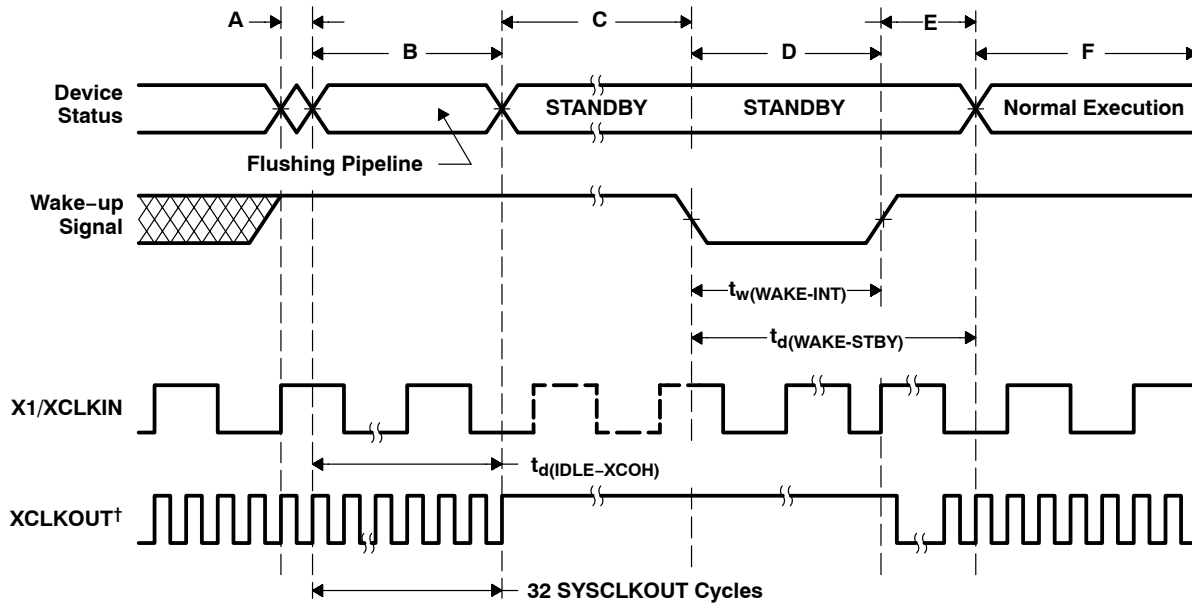 A
B
C
D
E
F
Device
Status
STANDBY
STANDBY
Normal Execution
Flushing Pipeline
Wake−up
Signal
tw(WAKE-INT)
td(WAKE-STBY)
X1/XCLKIN
td(IDLE−XCOH)
XCLKOUT†
32 SYSCLKOUT Cycles